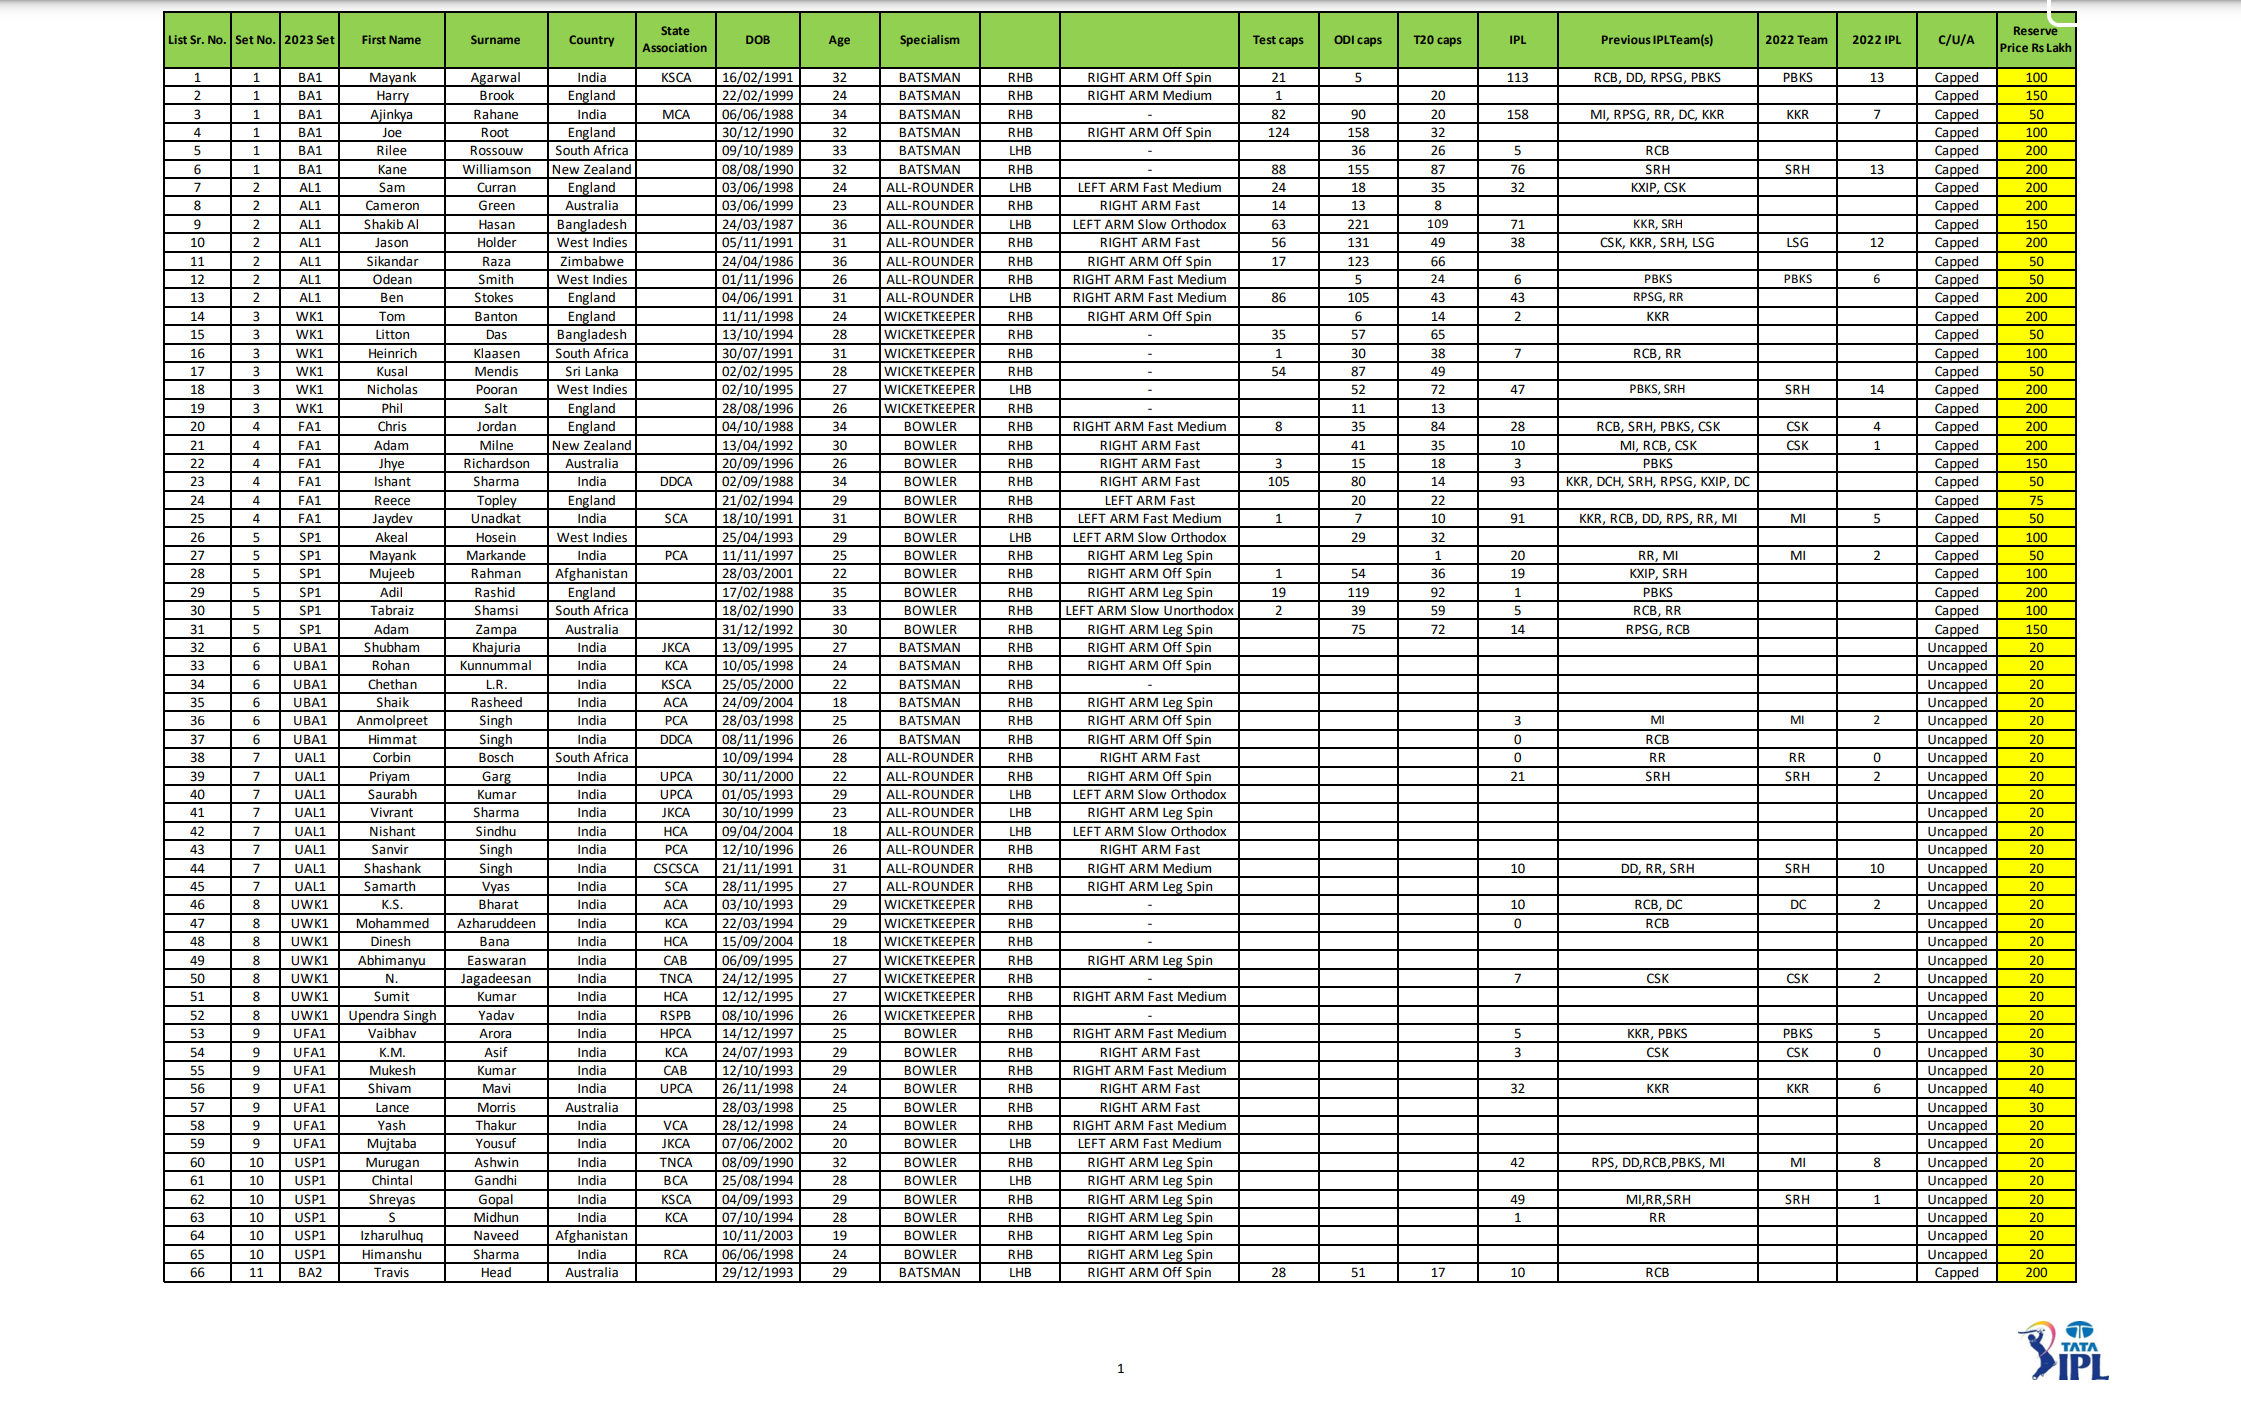 List Sr. No. Set No. 2023 Set First Name Surname Country State Association DOB Age Specialism Test caps ODI caps T20 caps IPL Previous IPLTeam(s) 2022 Team 2022 IPL C/U/A Reserve Price Rs Lakh
1 1 BA1 Mayank Agarwal India KSCA 16/02/1991 32 BATSMAN RHB RIGHT ARM Off Spin 21 5 113 RCB, DD, RPSG, PBKS PBKS 13 Capped 100
2 1 BA1 Harry Brook England 22/02/1999 24 BATSMAN RHB RIGHT ARM Medium 1 20 Capped 150
3 1 BA1 Ajinkya Rahane India MCA 06/06/1988 34 BATSMAN RHB - 82 90 20 158 MI, RPSG, RR, DC, KKR KKR 7 Capped 50
4 1 BA1 Joe Root England 30/12/1990 32 BATSMAN RHB RIGHT ARM Off Spin 124 158 32 Capped 100
5 1 BA1 Rilee Rossouw South Africa 09/10/1989 33 BATSMAN LHB - 36 26 5 RCB Capped 200
6 1 BA1 Kane Williamson New Zealand 08/08/1990 32 BATSMAN RHB - 88 155 87 76 SRH SRH 13 Capped 200
7 2 AL1 Sam Curran England 03/06/1998 24 ALL-ROUNDER LHB LEFT ARM Fast Medium 24 18 35 32 KXIP, CSK Capped 200
8 2 AL1 Cameron Green Australia 03/06/1999 23 ALL-ROUNDER RHB RIGHT ARM Fast 14 13 8 Capped 200
9 2 AL1 Shakib Al Hasan Bangladesh 24/03/1987 36 ALL-ROUNDER LHB LEFT ARM Slow Orthodox 63 221 109 71 KKR, SRH Capped 150
10 2 AL1 Jason Holder West Indies 05/11/1991 31 ALL-ROUNDER RHB RIGHT ARM Fast 56 131 49 38 CSK, KKR, SRH, LSG LSG 12 Capped 200
11 2 AL1 Sikandar Raza Zimbabwe 24/04/1986 36 ALL-ROUNDER RHB RIGHT ARM Off Spin 17 123 66 Capped 50
12 2 AL1 Odean Smith West Indies 01/11/1996 26 ALL-ROUNDER RHB RIGHT ARM Fast Medium 5 24 6 PBKS PBKS 6 Capped 50
13 2 AL1 Ben Stokes England 04/06/1991 31 ALL-ROUNDER LHB RIGHT ARM Fast Medium 86 105 43 43 RPSG, RR Capped 200
14 3 WK1 Tom Banton England 11/11/1998 24 WICKETKEEPER RHB RIGHT ARM Off Spin 6 14 2 KKR Capped 200
15 3 WK1 Litton Das Bangladesh 13/10/1994 28 WICKETKEEPER RHB - 35 57 65 Capped 50
16 3 WK1 Heinrich Klaasen South Africa 30/07/1991 31 WICKETKEEPER RHB - 1 30 38 7 RCB, RR Capped 100
17 3 WK1 Kusal Mendis Sri Lanka 02/02/1995 28 WICKETKEEPER RHB - 54 87 49 Capped 50
18 3 WK1 Nicholas Pooran West Indies 02/10/1995 27 WICKETKEEPER LHB - 52 72 47 PBKS, SRH SRH 14 Capped 200
19 3 WK1 Phil Salt England 28/08/1996 26 WICKETKEEPER RHB - 11 13 Capped 200
20 4 FA1 Chris Jordan England 04/10/1988 34 BOWLER RHB RIGHT ARM Fast Medium 8 35 84 28 RCB, SRH, PBKS, CSK CSK 4 Capped 200
21 4 FA1 Adam Milne New Zealand 13/04/1992 30 BOWLER RHB RIGHT ARM Fast 41 35 10 MI, RCB, CSK CSK 1 Capped 200
22 4 FA1 Jhye Richardson Australia 20/09/1996 26 BOWLER RHB RIGHT ARM Fast 3 15 18 3 PBKS Capped 150
23 4 FA1 Ishant Sharma India DDCA 02/09/1988 34 BOWLER RHB RIGHT ARM Fast 105 80 14 93 KKR, DCH, SRH, RPSG, KXIP, DC Capped 50
24 4 FA1 Reece Topley England 21/02/1994 29 BOWLER RHB LEFT ARM Fast 20 22 Capped 75
25 4 FA1 Jaydev Unadkat India SCA 18/10/1991 31 BOWLER RHB LEFT ARM Fast Medium 1 7 10 91 KKR, RCB, DD, RPS, RR, MI MI 5 Capped 50
26 5 SP1 Akeal Hosein West Indies 25/04/1993 29 BOWLER LHB LEFT ARM Slow Orthodox 29 32 Capped 100
27 5 SP1 Mayank Markande India PCA 11/11/1997 25 BOWLER RHB RIGHT ARM Leg Spin 1 20 RR, MI MI 2 Capped 50
28 5 SP1 Mujeeb Rahman Afghanistan 28/03/2001 22 BOWLER RHB RIGHT ARM Off Spin 1 54 36 19 KXIP, SRH Capped 100
29 5 SP1 Adil Rashid England 17/02/1988 35 BOWLER RHB RIGHT ARM Leg Spin 19 119 92 1 PBKS Capped 200
30 5 SP1 Tabraiz Shamsi South Africa 18/02/1990 33 BOWLER RHB LEFT ARM Slow Unorthodox 2 39 59 5 RCB, RR Capped 100
31 5 SP1 Adam Zampa Australia 31/12/1992 30 BOWLER RHB RIGHT ARM Leg Spin 75 72 14 RPSG, RCB Capped 150
32 6 UBA1 Shubham Khajuria India JKCA 13/09/1995 27 BATSMAN RHB RIGHT ARM Off Spin Uncapped 20
33 6 UBA1 Rohan Kunnummal India KCA 10/05/1998 24 BATSMAN RHB RIGHT ARM Off Spin Uncapped 20
34 6 UBA1 Chethan L.R. India KSCA 25/05/2000 22 BATSMAN RHB - Uncapped 20
35 6 UBA1 Shaik Rasheed India ACA 24/09/2004 18 BATSMAN RHB RIGHT ARM Leg Spin Uncapped 20
36 6 UBA1 Anmolpreet Singh India PCA 28/03/1998 25 BATSMAN RHB RIGHT ARM Off Spin 3 MI MI 2 Uncapped 20
37 6 UBA1 Himmat Singh India DDCA 08/11/1996 26 BATSMAN RHB RIGHT ARM Off Spin 0 RCB Uncapped 20
38 7 UAL1 Corbin Bosch South Africa 10/09/1994 28 ALL-ROUNDER RHB RIGHT ARM Fast 0 RR RR 0 Uncapped 20
39 7 UAL1 Priyam Garg India UPCA 30/11/2000 22 ALL-ROUNDER RHB RIGHT ARM Off Spin 21 SRH SRH 2 Uncapped 20
40 7 UAL1 Saurabh Kumar India UPCA 01/05/1993 29 ALL-ROUNDER LHB LEFT ARM Slow Orthodox Uncapped 20
41 7 UAL1 Vivrant Sharma India JKCA 30/10/1999 23 ALL-ROUNDER LHB RIGHT ARM Leg Spin Uncapped 20
42 7 UAL1 Nishant Sindhu India HCA 09/04/2004 18 ALL-ROUNDER LHB LEFT ARM Slow Orthodox Uncapped 20
43 7 UAL1 Sanvir Singh India PCA 12/10/1996 26 ALL-ROUNDER RHB RIGHT ARM Fast Uncapped 20
44 7 UAL1 Shashank Singh India CSCSCA 21/11/1991 31 ALL-ROUNDER RHB RIGHT ARM Medium 10 DD, RR, SRH SRH 10 Uncapped 20
45 7 UAL1 Samarth Vyas India SCA 28/11/1995 27 ALL-ROUNDER RHB RIGHT ARM Leg Spin Uncapped 20
46 8 UWK1 K.S. Bharat India ACA 03/10/1993 29 WICKETKEEPER RHB - 10 RCB, DC DC 2 Uncapped 20
47 8 UWK1 Mohammed Azharuddeen India KCA 22/03/1994 29 WICKETKEEPER RHB - 0 RCB Uncapped 20
48 8 UWK1 Dinesh Bana India HCA 15/09/2004 18 WICKETKEEPER RHB - Uncapped 20
49 8 UWK1 Abhimanyu Easwaran India CAB 06/09/1995 27 WICKETKEEPER RHB RIGHT ARM Leg Spin Uncapped 20
50 8 UWK1 N. Jagadeesan India TNCA 24/12/1995 27 WICKETKEEPER RHB - 7 CSK CSK 2 Uncapped 20
51 8 UWK1 Sumit Kumar India HCA 12/12/1995 27 WICKETKEEPER RHB RIGHT ARM Fast Medium Uncapped 20
52 8 UWK1 Upendra Singh Yadav India RSPB 08/10/1996 26 WICKETKEEPER RHB - Uncapped 20
53 9 UFA1 Vaibhav Arora India HPCA 14/12/1997 25 BOWLER RHB RIGHT ARM Fast Medium 5 KKR, PBKS PBKS 5 Uncapped 20
54 9 UFA1 K.M. Asif India KCA 24/07/1993 29 BOWLER RHB RIGHT ARM Fast 3 CSK CSK 0 Uncapped 30
55 9 UFA1 Mukesh Kumar India CAB 12/10/1993 29 BOWLER RHB RIGHT ARM Fast Medium Uncapped 20
56 9 UFA1 Shivam Mavi India UPCA 26/11/1998 24 BOWLER RHB RIGHT ARM Fast 32 KKR KKR 6 Uncapped 40
57 9 UFA1 Lance Morris Australia 28/03/1998 25 BOWLER RHB RIGHT ARM Fast Uncapped 30
58 9 UFA1 Yash Thakur India VCA 28/12/1998 24 BOWLER RHB RIGHT ARM Fast Medium Uncapped 20
59 9 UFA1 Mujtaba Yousuf India JKCA 07/06/2002 20 BOWLER LHB LEFT ARM Fast Medium Uncapped 20
60 10 USP1 Murugan Ashwin India TNCA 08/09/1990 32 BOWLER RHB RIGHT ARM Leg Spin 42 RPS, DD,RCB,PBKS, MI MI 8 Uncapped 20
61 10 USP1 Chintal Gandhi India BCA 25/08/1994 28 BOWLER LHB RIGHT ARM Leg Spin Uncapped 20
62 10 USP1 Shreyas Gopal India KSCA 04/09/1993 29 BOWLER RHB RIGHT ARM Leg Spin 49 MI,RR,SRH SRH 1 Uncapped 20
63 10 USP1 S Midhun India KCA 07/10/1994 28 BOWLER RHB RIGHT ARM Leg Spin 1 RR Uncapped 20
64 10 USP1 Izharulhuq Naveed Afghanistan 10/11/2003 19 BOWLER RHB RIGHT ARM Leg Spin Uncapped 20
65 10 USP1 Himanshu Sharma India RCA 06/06/1998 24 BOWLER RHB RIGHT ARM Leg Spin Uncapped 20
66 11 BA2 Travis Head Australia 29/12/1993 29 BATSMAN LHB RIGHT ARM Off Spin 28 51 17 10 RCB Capped 200
TATA
IPL
1